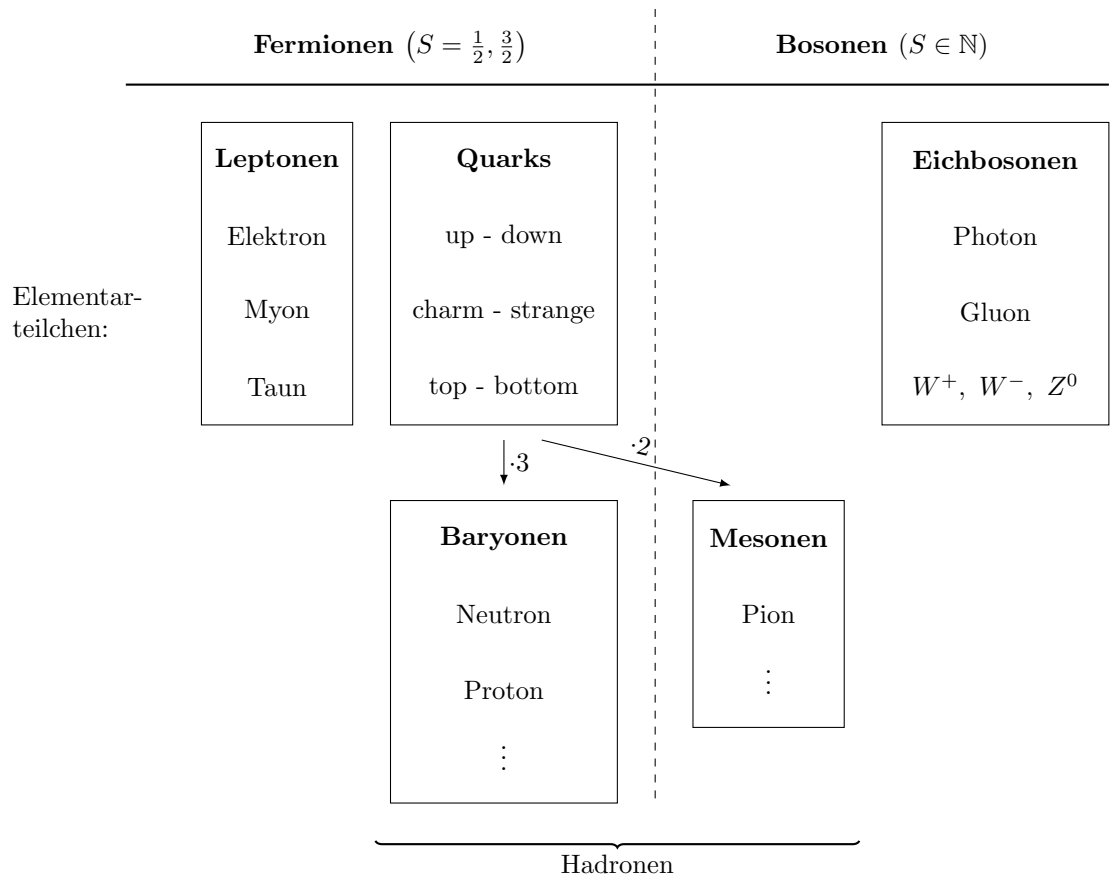 Fermionen (S = 1/2, 3/2)
Bosonen (S ∈ ℕ)
Elementar-
teilchen:
Leptonen
Elektron
Myon
Taun
Quarks
up - down
charm - strange
top - bottom
Eichbosonen
Photon
Gluon
W⁺, W⁻, Z⁰
·3
·2
Baryonen
Neutron
Proton
⋮
Mesonen
Pion
⋮
Hadronen